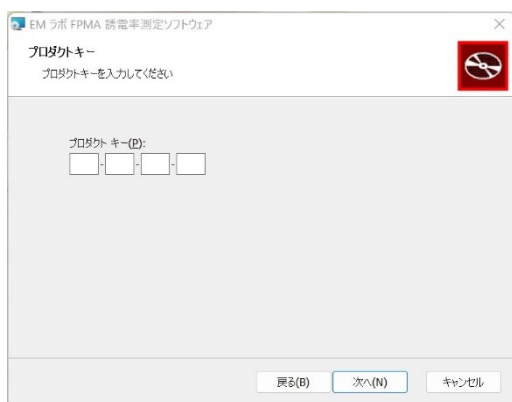 EM ラボ FPMA 誘電率測定ソフトウェア
プロダクトキー
プロダクトキーを入力してください
プロダクト キー(P):
- - -
戻る(B) 次へ(N) キャンセル